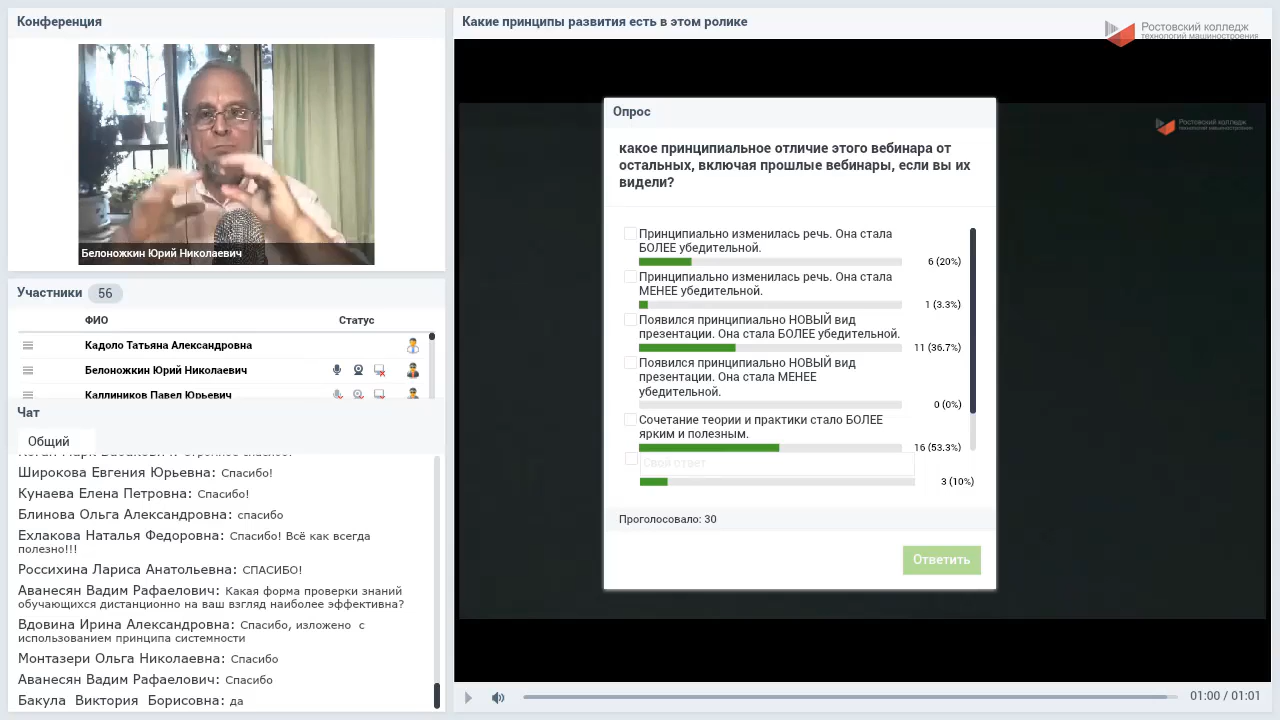 Конференция
Белоножкин Юрий Николаевич
Участники 56
ФИО Статус
Кадоло Татьяна Александровна
Белоножкин Юрий Николаевич
Каллиников Павел Юрьевич
Чат
Общий
Широкова Евгения Юрьевна: Спасибо!
Кунаева Елена Петровна: Спасибо!
Блинова Ольга Александровна: спасибо
Ехлакова Наталья Федоровна: Спасибо! Всё как всегда
полезно!!!
Россихина Лариса Анатольевна: СПАСИБО!
Аванесян Вадим Рафаелович: Какая форма проверки знаний
обучающихся дистанционно на ваш взгляд наиболее эффективна?
Вдовина Ирина Александровна: Спасибо, изложено с
использованием принципа системности
Монтазери Ольга Николаевна: Спасибо
Аванесян Вадим Рафаелович: Спасибо
Бакула Виктория Борисовна: да
Какие принципы развития есть в этом ролике
Ростовский колледж
технологий машиностроения
Ростовский колледж
технологий машиностроения
Опрос
какое принципиальное отличие этого вебинара от
остальных, включая прошлые вебинары, если вы их
видели?
Принципиально изменилась речь. Она стала
БОЛЕЕ убедительной.
6 (20%)
Принципиально изменилась речь. Она стала
МЕНЕЕ убедительной.
1 (3.3%)
Появился принципиально НОВЫЙ вид
презентации. Она стала БОЛЕЕ убедительной.
11 (36.7%)
Появился принципиально НОВЫЙ вид
презентации. Она стала МЕНЕЕ
убедительной.
0 (0%)
Сочетание теории и практики стало БОЛЕЕ
ярким и полезным.
16 (53.3%)
Свой ответ
3 (10%)
Проголосовало: 30
Ответить
01:00 / 01:01